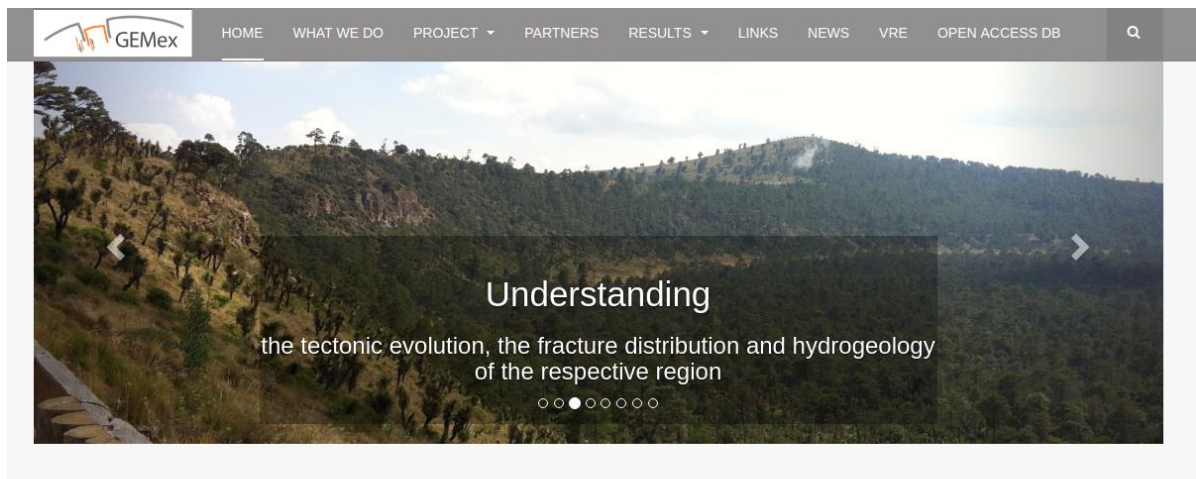 GEMex
HOME WHAT WE DO PROJECT PARTNERS RESULTS LINKS NEWS VRE OPEN ACCESS DB
Understanding
the tectonic evolution, the fracture distribution and hydrogeology
of the respective region